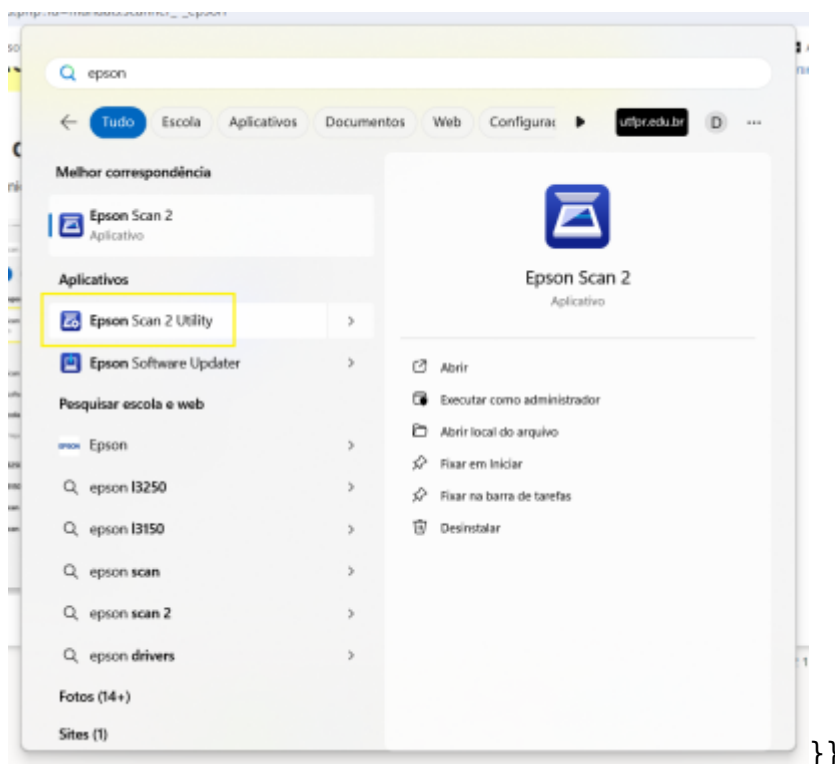 epson
Tudo Escola Aplicativos Documentos Web Configuraç utfpr.edu.br D ...
Melhor correspondência
Epson Scan 2
Aplicativo
Aplicativos
Epson Scan 2 Utility
Epson Software Updater
Pesquisar escola e web
Epson
epson l3250
epson l3150
epson scan
epson scan 2
epson drivers
Fotos (14+)
Sites (1)
Epson Scan 2
Aplicativo
Abrir
Executar como administrador
Abrir local do arquivo
Fixar em Iniciar
Fixar na barra de tarefas
Desinstalar
}}